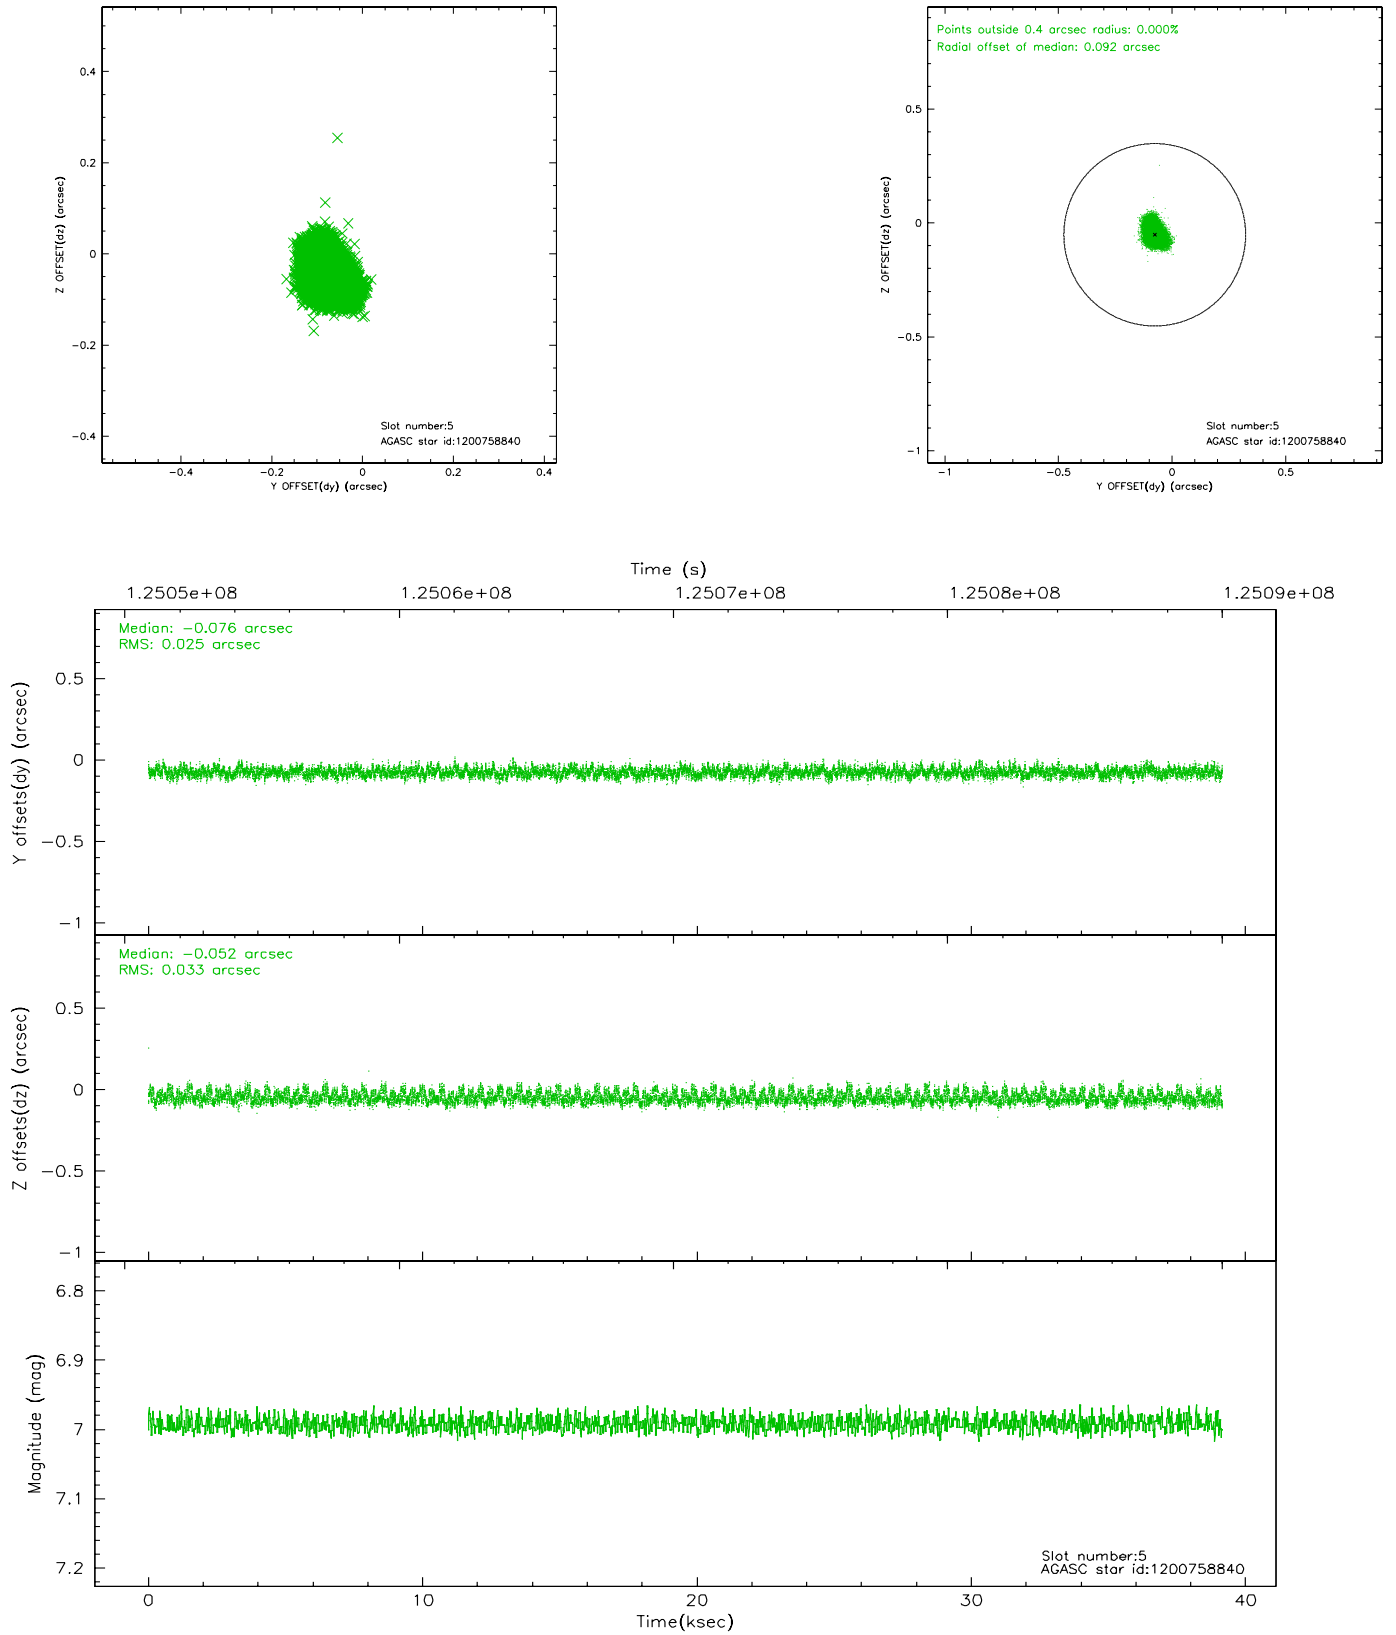 0.4
0.2
0
-0.2
-0.4
Z OFFSET(dz) (arcsec)
-0.4
-0.2
0
0.2
0.4
Y OFFSET(dy) (arcsec)
Slot number:5
AGASC star id:1200758840
Points outside 0.4 arcsec radius: 0.000%
Radial offset of median: 0.092 arcsec
0.5
0
-0.5
-1
Z OFFSET(dz) (arcsec)
-1
-0.5
0
0.5
Y OFFSET(dy) (arcsec)
Slot number:5
AGASC star id:1200758840
Time (s)
1.2505e+08
1.2506e+08
1.2507e+08
1.2508e+08
1.2509e+08
Median: -0.076 arcsec
RMS: 0.025 arcsec
0.5
0
-0.5
-1
Y offsets(dy) (arcsec)
Median: -0.052 arcsec
RMS: 0.033 arcsec
0.5
0
-0.5
-1
Z offsets(dz) (arcsec)
6.8
6.9
7
7.1
7.2
Magnitude (mag)
Slot number:5
AGASC star id:1200758840
0
10
20
30
40
Time(ksec)